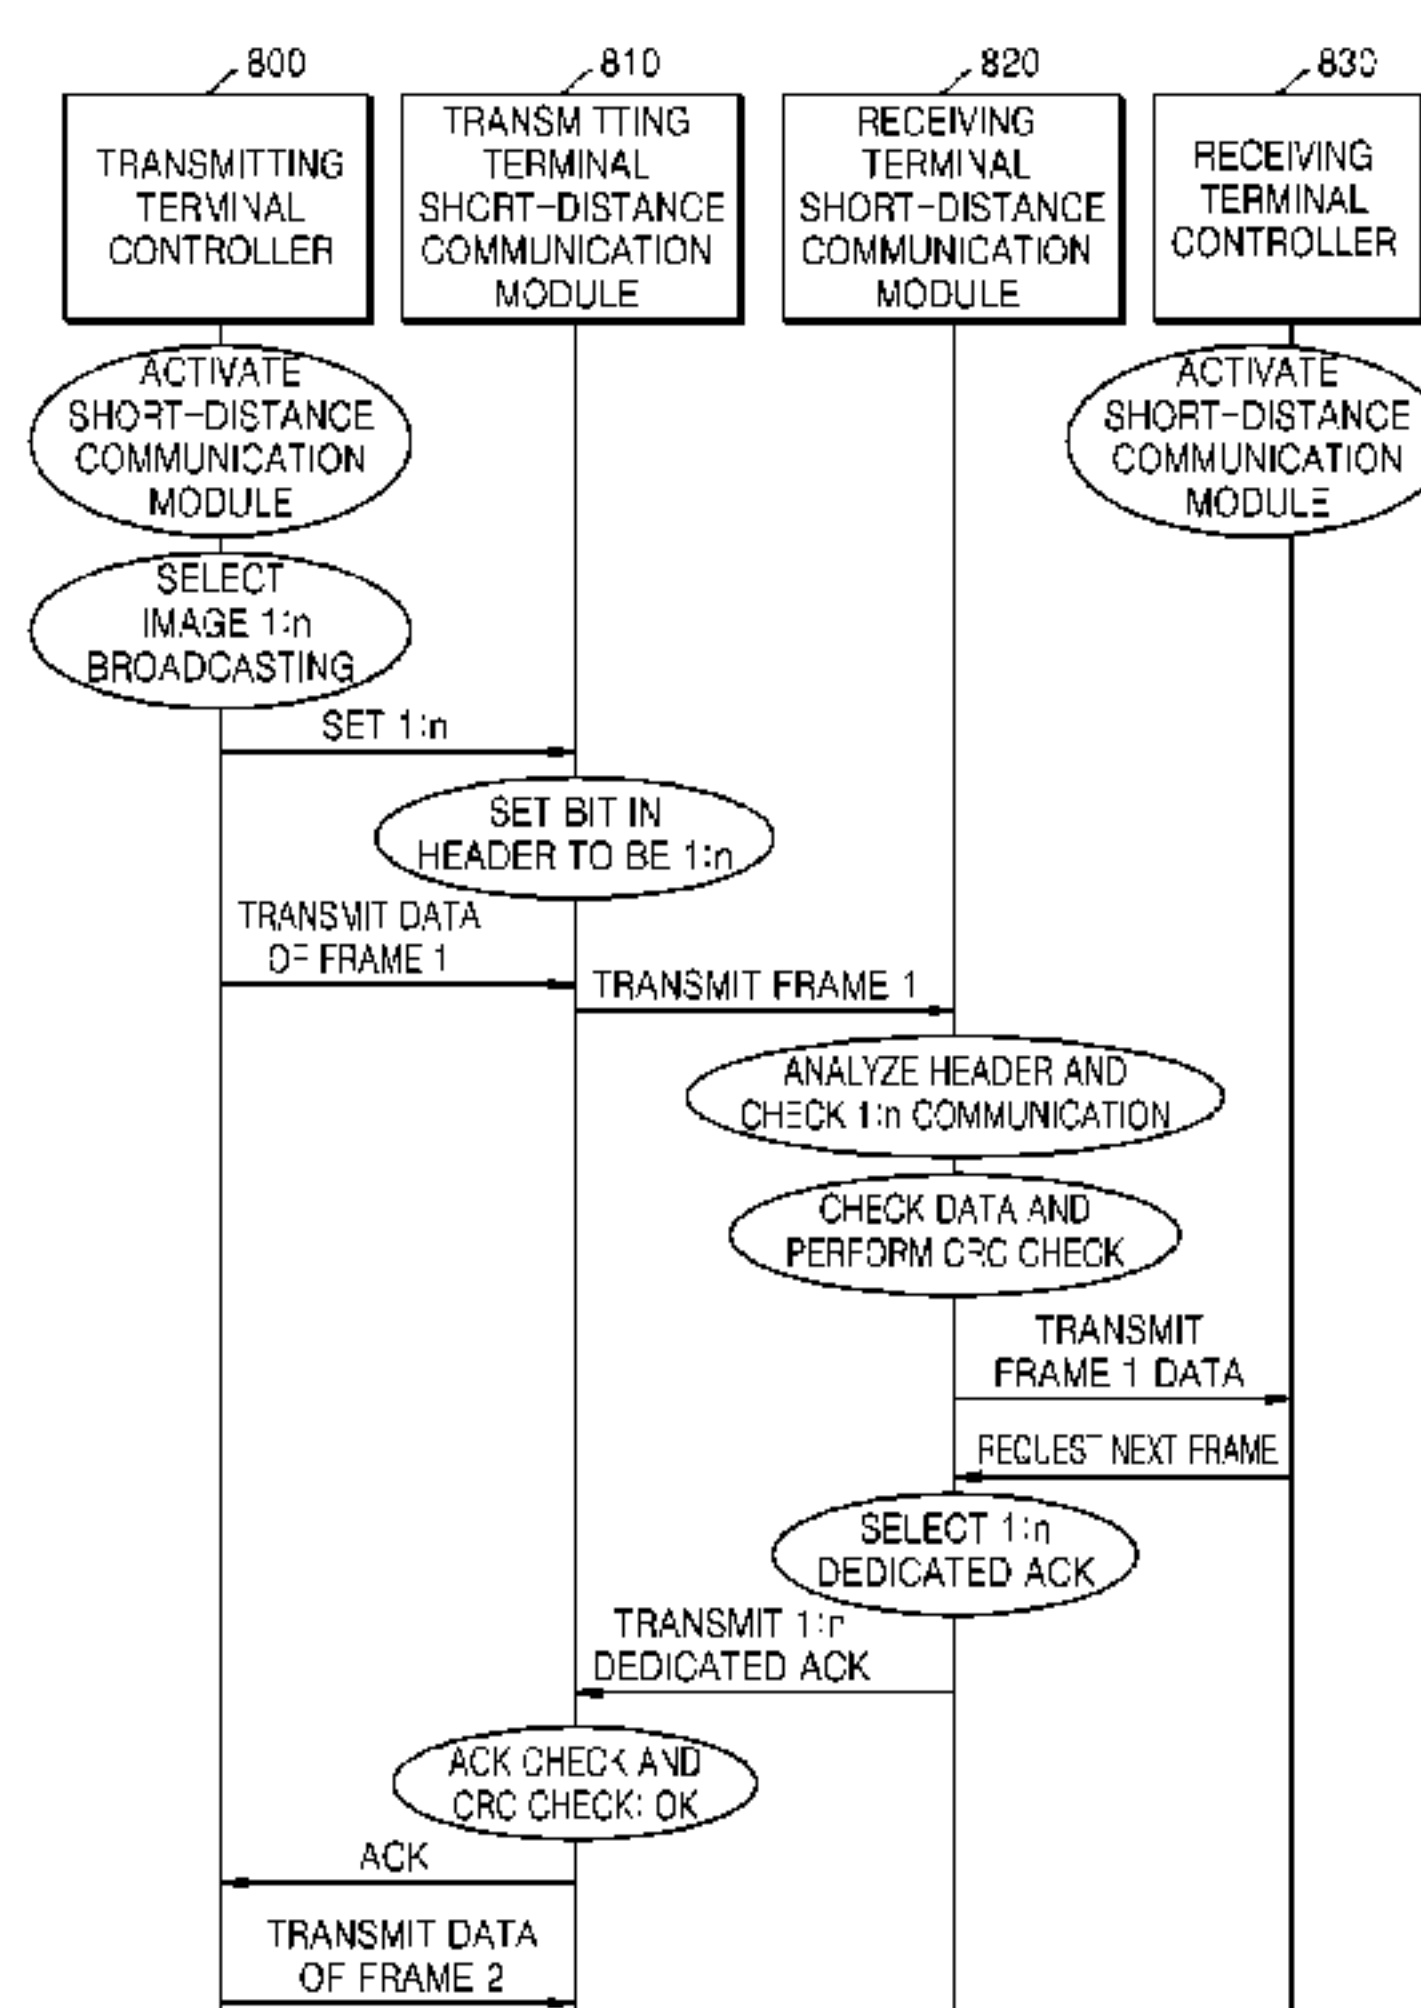 800
810
820
830
TRANSMITTING
TERMINAL
CONTROLLER
TRANSM TTING
TERMINAL
SHORT-DISTANCE
COMMUNICATION
MODULE
RECEIVING
TERMINAL
SHORT-DISTANCE
COMMUNICATION
MODULE
RECEIVING
TERMINAL
CONTROLLER
ACTIVATE
SHORT-DISTANCE
COMMUNICATION
MODULE
ACTIVATE
SHORT-DISTANCE
COMMUNICATION
MODULE
SELECT
IMAGE 1:n
BROADCASTING
SET 1:n
SET BIT IN
HEADER TO BE 1:n
TRANSMIT DATA
OF FRAME 1
TRANSMIT FRAME 1
ANALYZE HEADER AND
CHECK 1:n COMMUNICATION
CHECK DATA AND
PERFORM CRC CHECK
TRANSMIT
FRAME 1 DATA
REQUEST NEXT FRAME
SELECT 1:n
DEDICATED ACK
TRANSMIT 1:n
DEDICATED ACK
ACK CHECK AND
CRC CHECK: OK
ACK
TRANSMIT DATA
OF FRAME 2